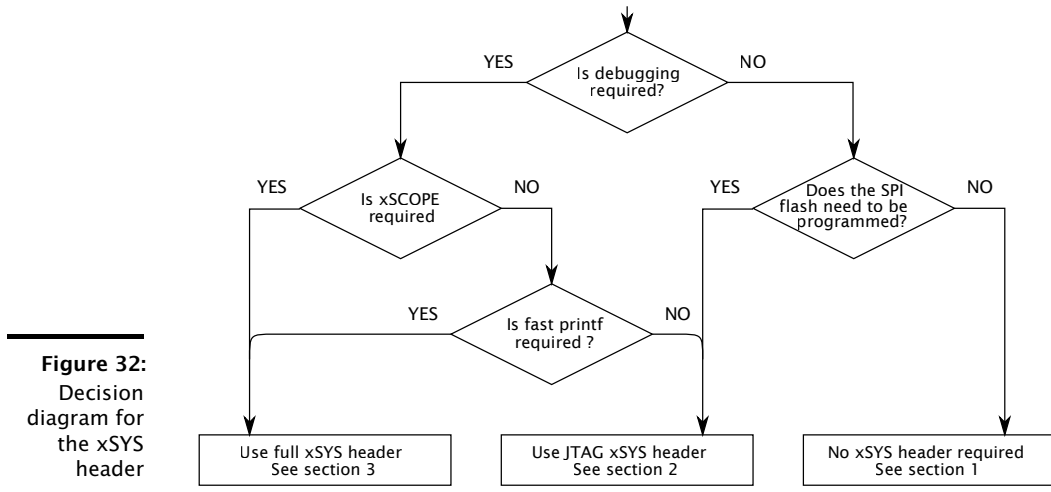 Is debugging
required?
YES
NO
Is xSCOPE
required
YES
NO
Does the SPI
flash need to be
programmed?
YES
NO
Is fast printf
required ?
YES
NO
Use full xSYS header
See section 3
Use JTAG xSYS header
See section 2
No xSYS header required
See section 1
Figure 32:
Decision
diagram for
the xSYS
header